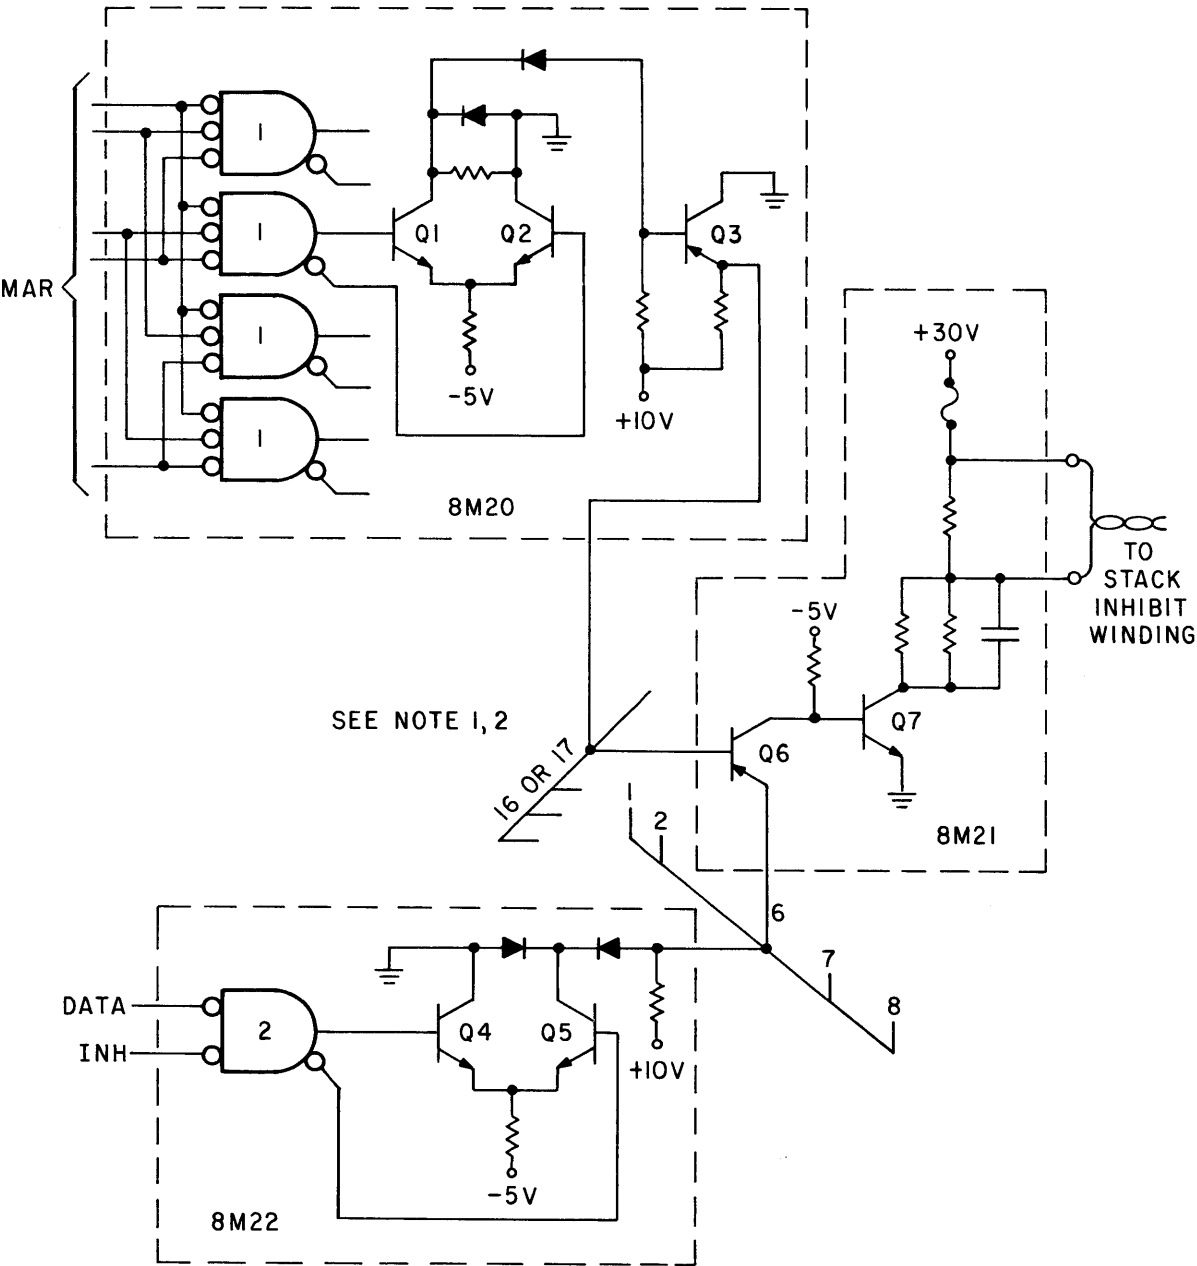 MAR
1
1
1
1
Q1
Q2
Q3
-5V
+10V
8M20
+30V
TO
STACK
INHIBIT
WINDING
-5V
Q7
Q6
8M21
SEE NOTE 1,2
16 OR 17
2
6
7
8
DATA
INH
2
Q4
Q5
+10V
-5V
8M22